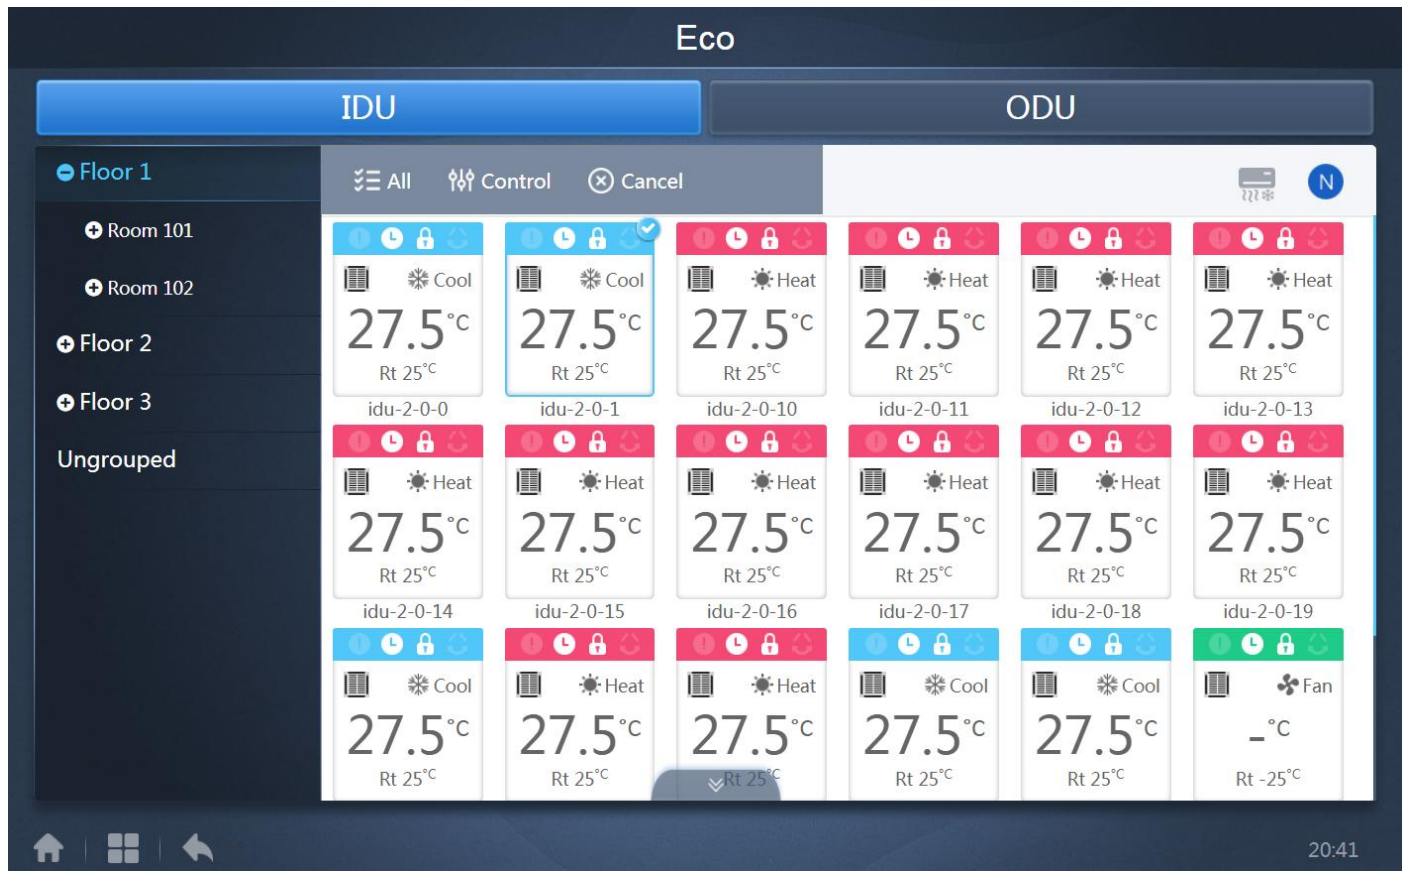 Eco
IDU ODU
Floor 1
Room 101
Room 102
Floor 2
Floor 3
Ungrouped
All Control Cancel N
Cool Cool Heat Heat Heat Heat
27.5°C 27.5°C 27.5°C 27.5°C 27.5°C 27.5°C
Rt 25°C Rt 25°C Rt 25°C Rt 25°C Rt 25°C Rt 25°C
idu-2-0-0 idu-2-0-1 idu-2-0-10 idu-2-0-11 idu-2-0-12 idu-2-0-13
Heat Heat Heat Heat Heat Heat
27.5°C 27.5°C 27.5°C 27.5°C 27.5°C 27.5°C
Rt 25°C Rt 25°C Rt 25°C Rt 25°C Rt 25°C Rt 25°C
idu-2-0-14 idu-2-0-15 idu-2-0-16 idu-2-0-17 idu-2-0-18 idu-2-0-19
Cool Heat Heat Cool Cool Fan
27.5°C 27.5°C 27.5°C 27.5°C 27.5°C -°C
Rt 25°C Rt 25°C Rt 25°C Rt 25°C Rt 25°C Rt -25°C
20:41